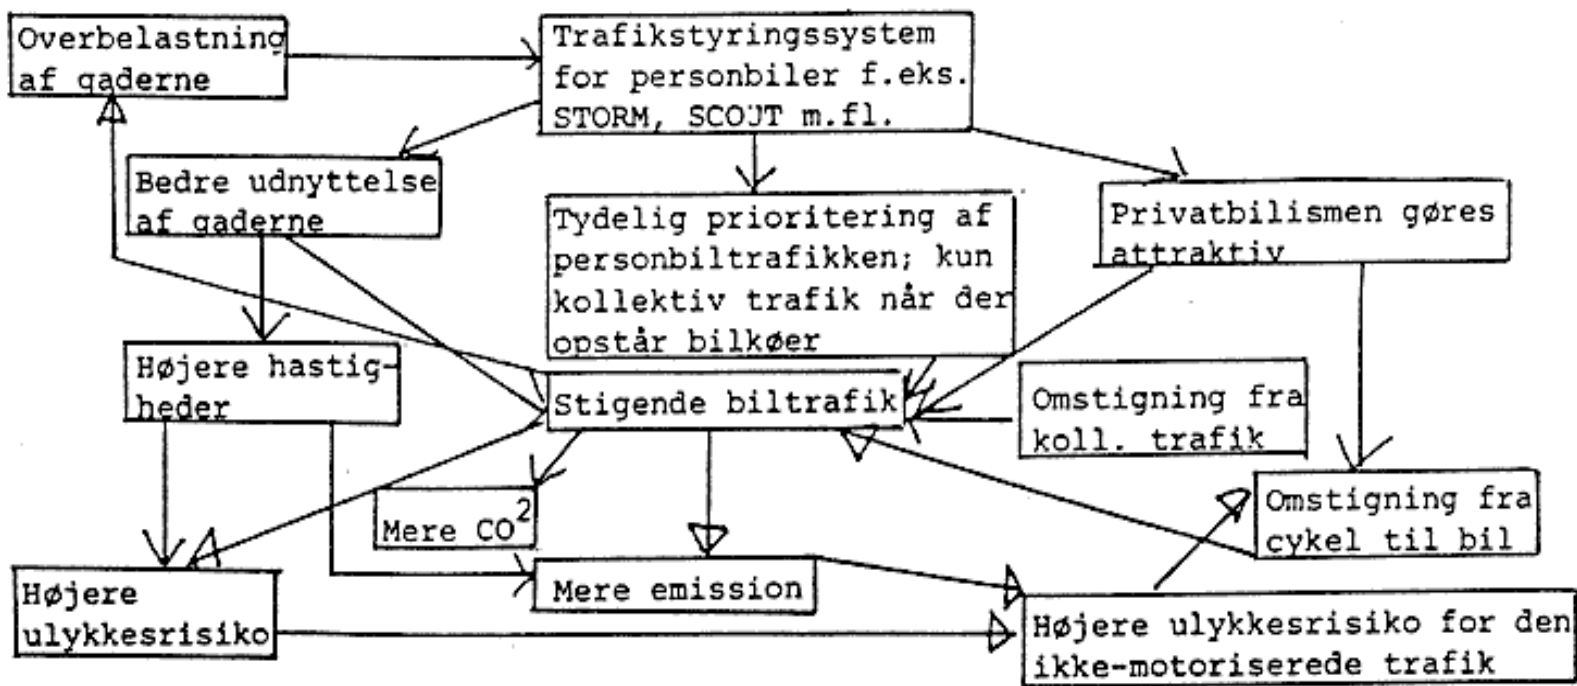 Overbelastning
af gaderne
Trafikstyringssystem
for personbiler f.eks.
STORM, SCOUT m.fl.
Bedre udnyttelse
af gaderne
Tydelig prioritering af
personbiltrafikken; kun
kollektiv trafik når der
opstår bilkøer
Privatbilismen gøres
attraktiv
Højere hastig-
heder
Stigende biltrafik
Omstigning fra
koll. trafik
Mere CO²
Omstigning fra
cykel til bil
Mere emission
Højere
ulykkesrisiko
Højere ulykkesrisiko for den
ikke-motoriserede trafik